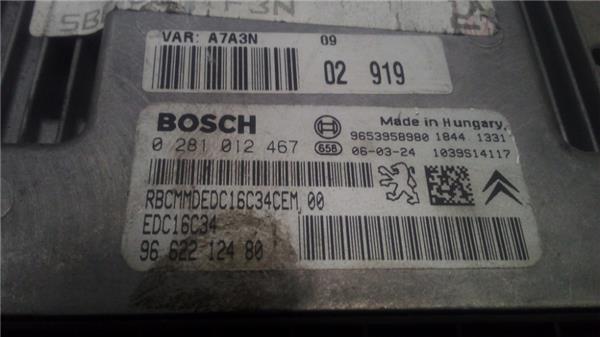 VAR: A7A3N 09
02 919
BOSCH
Made in Hungary.
0 281 012 467
9653958980 1844 1331
658 06-03-24 1039S14117
RBCMMDEDC16C34CEM,00
EDC16C34
96 622 124 80